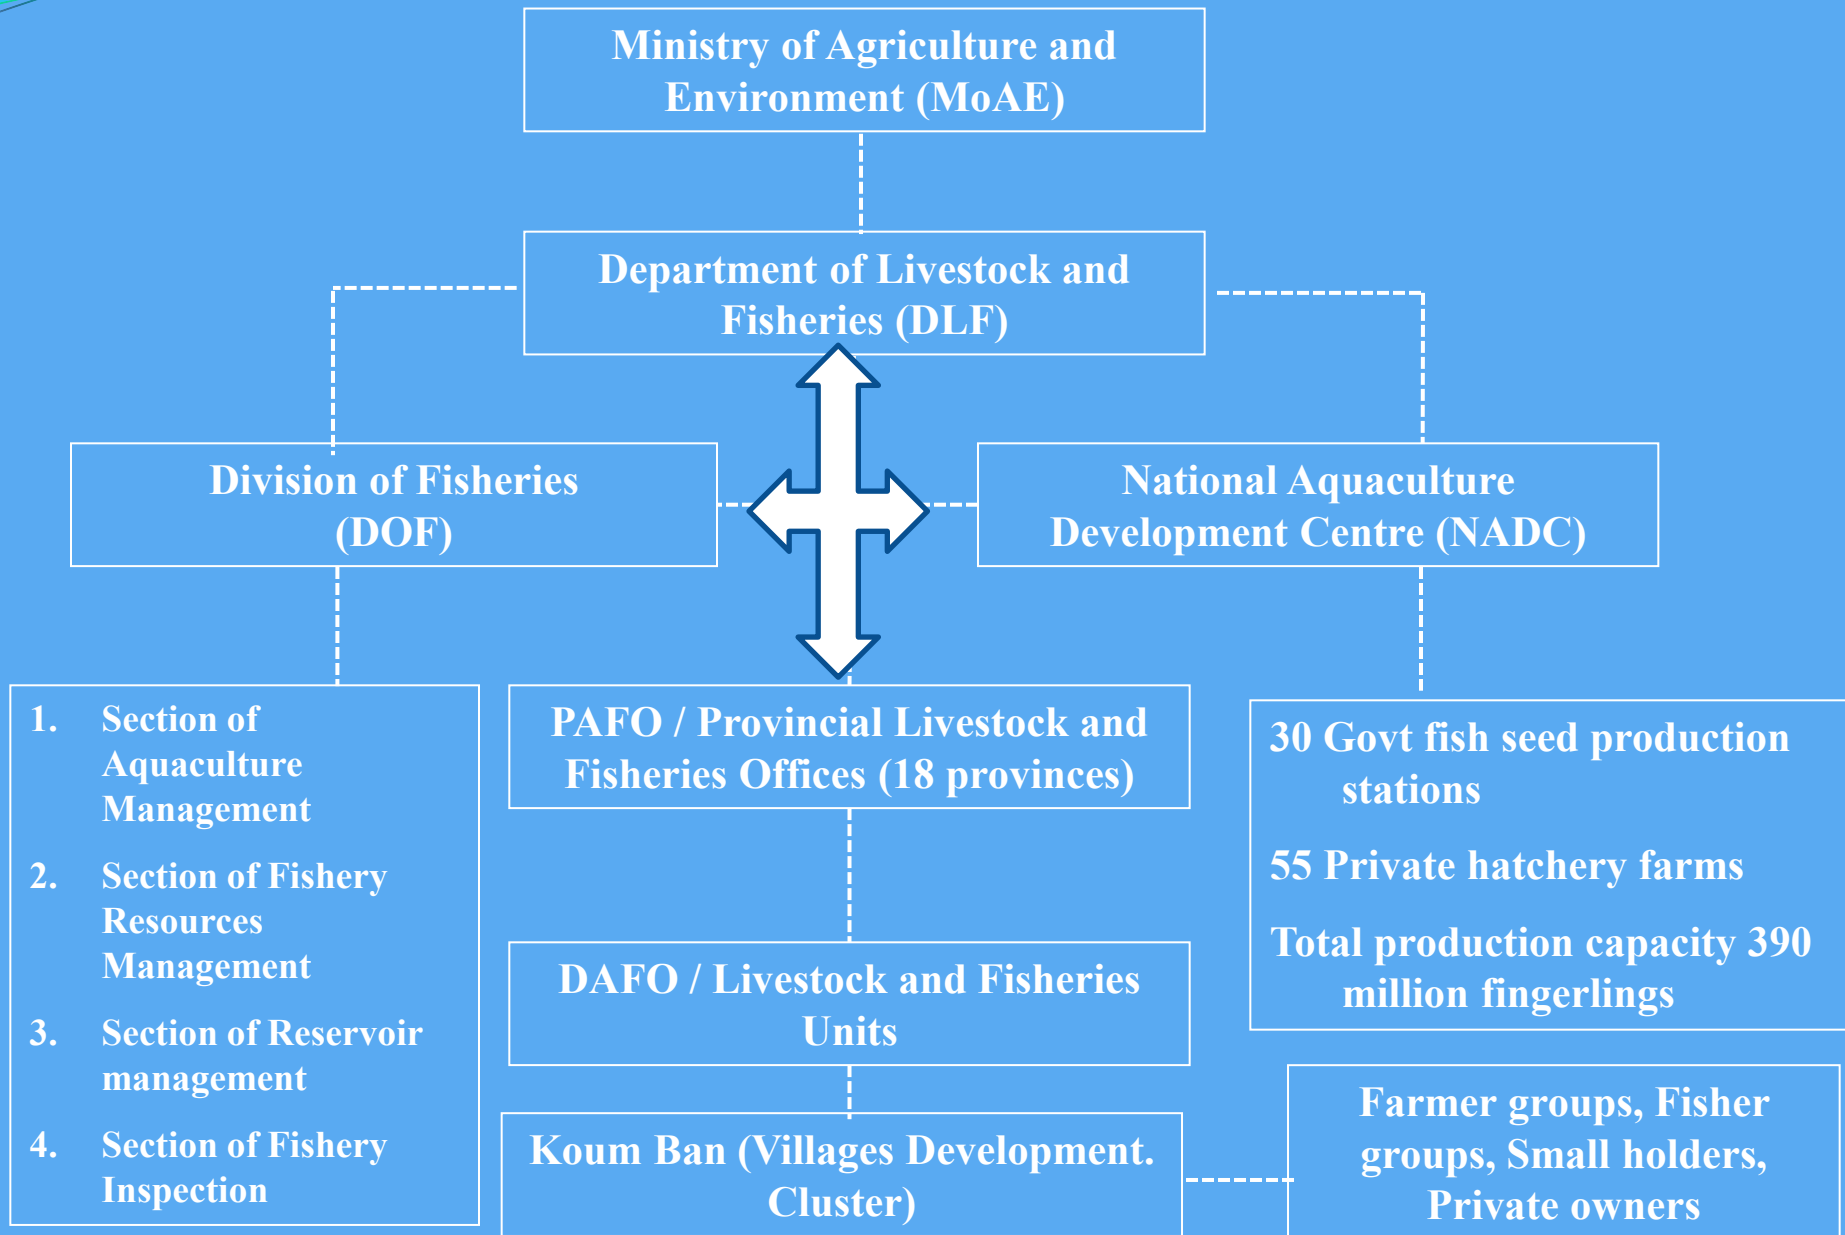 Ministry of Agriculture and
Environment (MoAE)
Department of Livestock and
Fisheries (DLF)
Division of Fisheries
(DOF)
National Aquaculture
Development Centre (NADC)
1. Section of
Aquaculture
Management
2. Section of Fishery
Resources
Management
3. Section of Reservoir
management
4. Section of Fishery
Inspection
PAFO / Provincial Livestock and
Fisheries Offices (18 provinces)
DAFO / Livestock and Fisheries
Units
Koum Ban (Villages Development.
Cluster)
30 Govt fish seed production
stations
55 Private hatchery farms
Total production capacity 390
million fingerlings
Farmer groups, Fisher
groups, Small holders,
Private owners